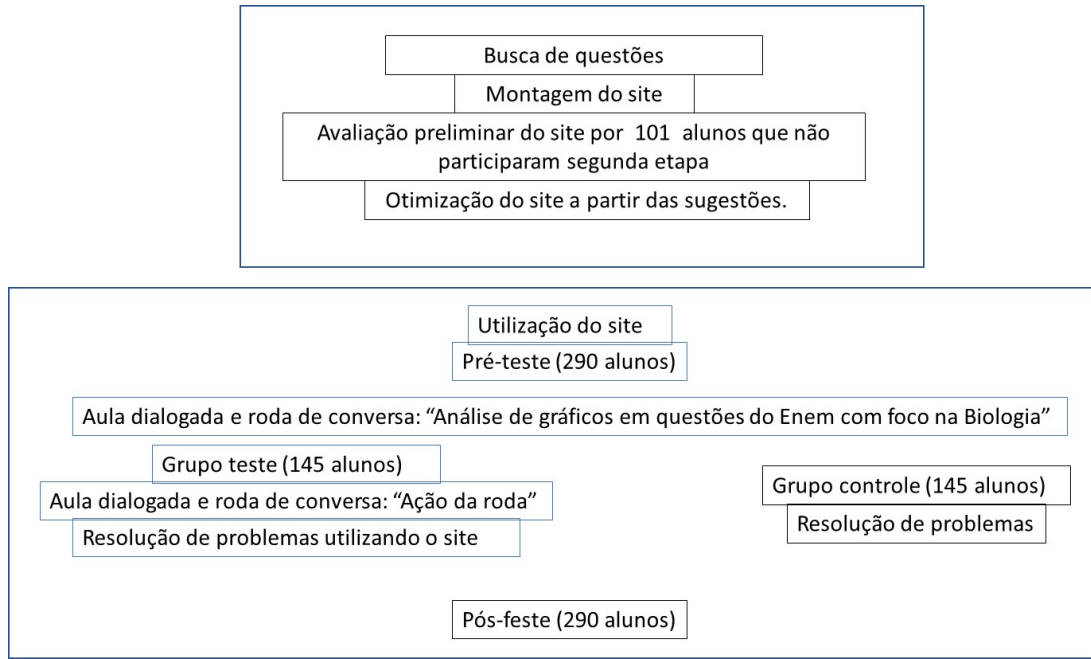 Busca de questões
Montagem do site
Avaliação preliminar do site por 101 alunos que não
participaram segunda etapa
Otimização do site a partir das sugestões.
Utilização do site
Pré-teste (290 alunos)
Aula dialogada e roda de conversa: “Análise de gráficos em questões do Enem com foco na Biologia”
Grupo teste (145 alunos)
Aula dialogada e roda de conversa: “Ação da roda”
Resolução de problemas utilizando o site
Grupo controle (145 alunos)
Resolução de problemas
Pós-feste (290 alunos)